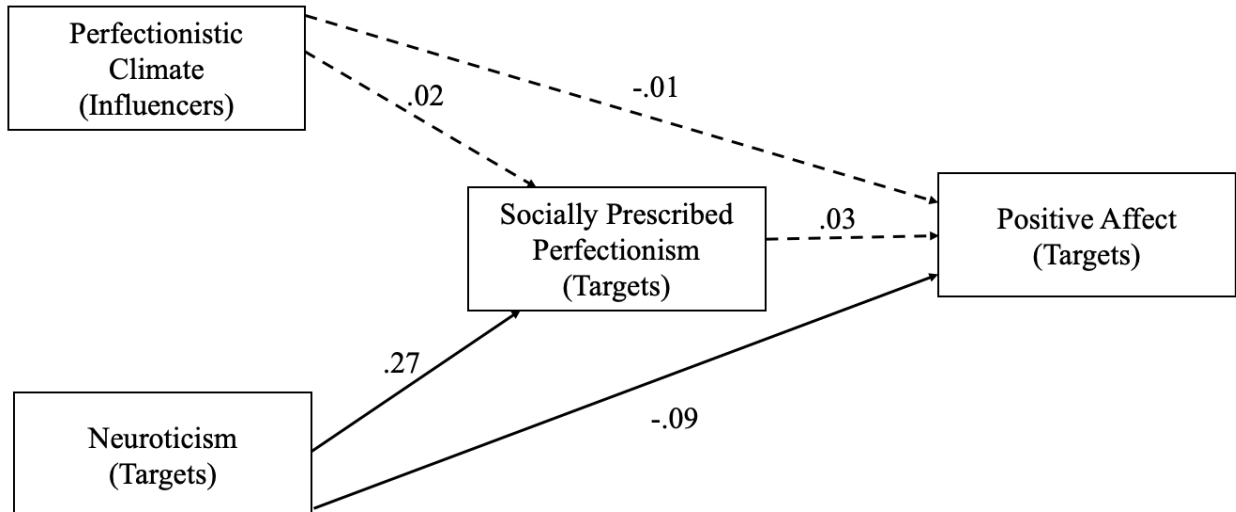 Perfectionistic
Climate
(Influencers)
-.01
.02
Socially Prescribed
Perfectionism
(Targets)
.03
Positive Affect
(Targets)
.27
-.09
Neuroticism
(Targets)